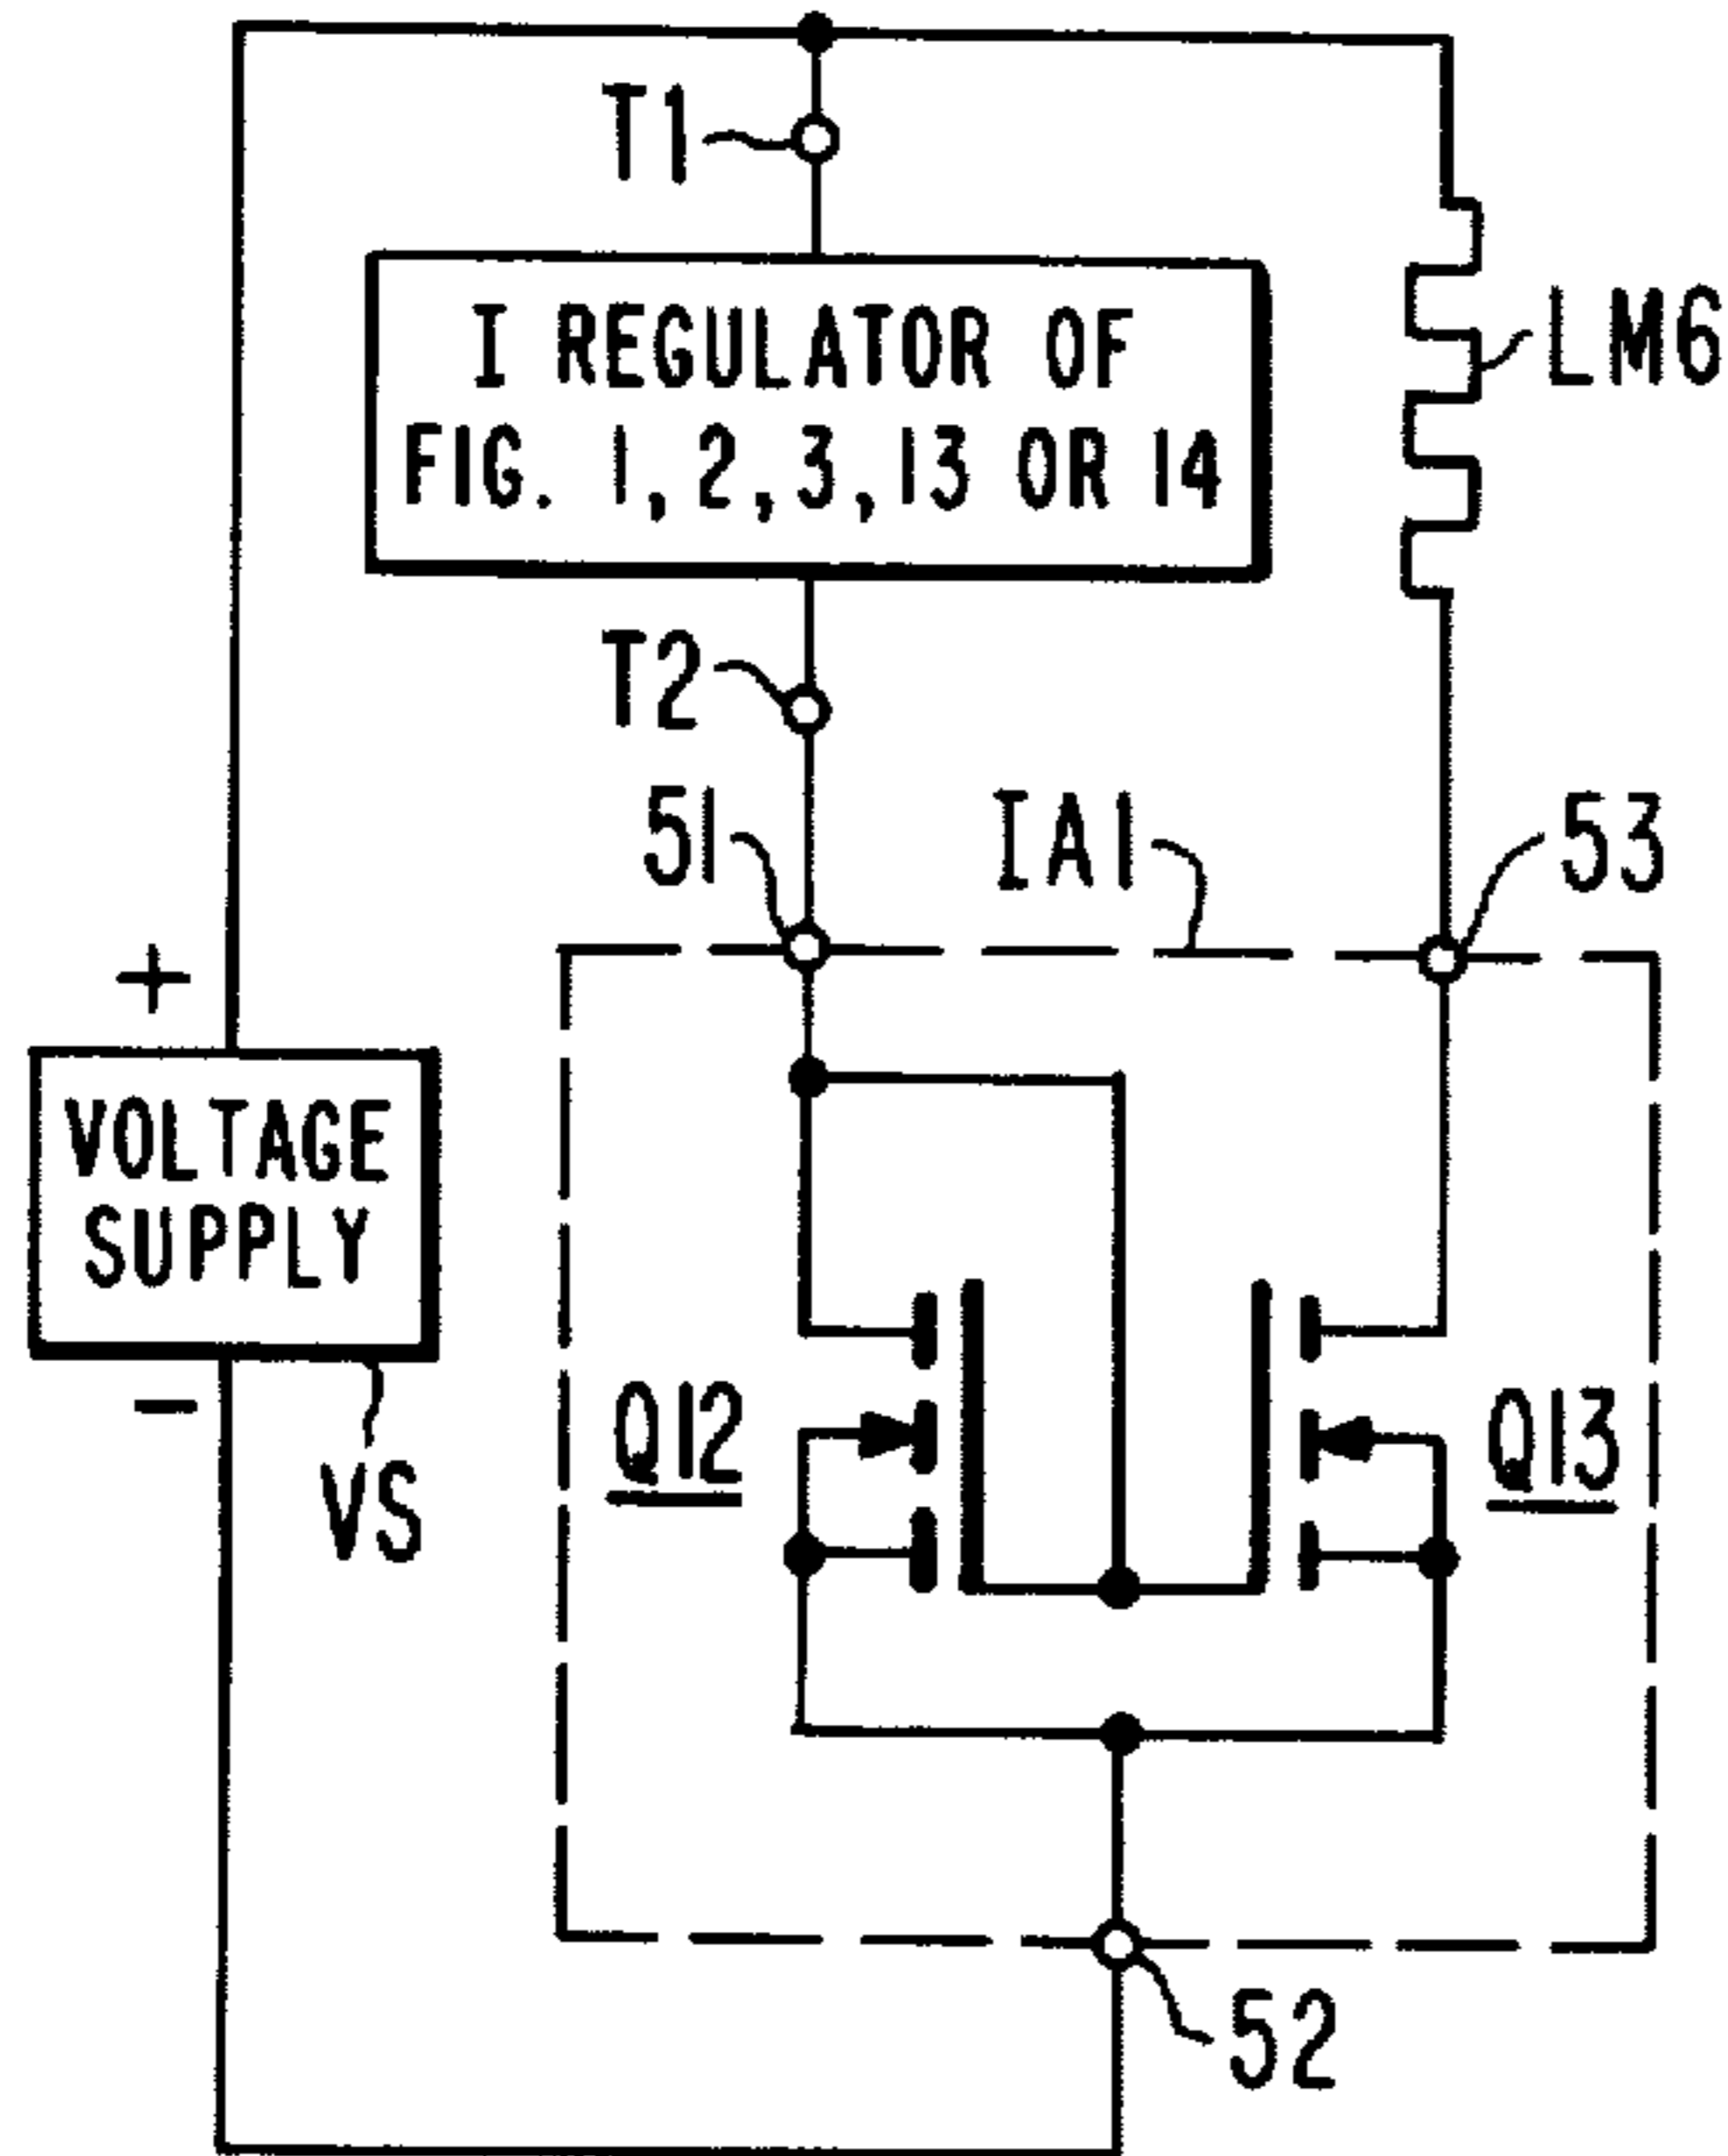 T1
I REGULATOR OF
FIG. 1,2,3,13 OR 14
LM6
T2
51
IA1
53
+
VOLTAGE
SUPPLY
-
VS
Q12
Q13
52